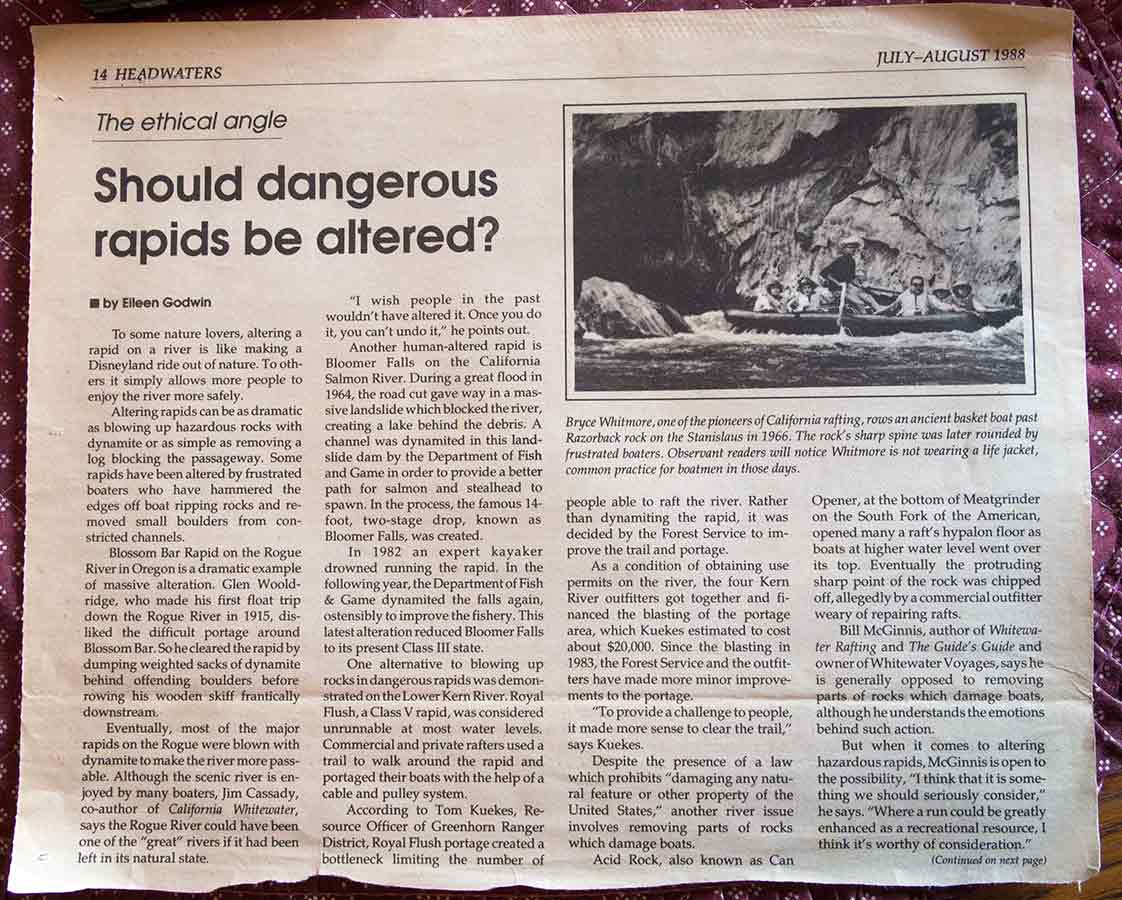 14 HEADWATERS
JULY–AUGUST 1988
The ethical angle
Should dangerous
rapids be altered?
■ by Eileen Godwin
To some nature lovers, altering a
rapid on a river is like making a
Disneyland ride out of nature. To oth-
ers it simply allows more people to
enjoy the river more safely.
Altering rapids can be as dramatic
as blowing up hazardous rocks with
dynamite or as simple as removing a
log blocking the passageway. Some
rapids have been altered by frustrated
boaters who have hammered the
edges off boat ripping rocks and re-
moved small boulders from con-
stricted channels.
Blossom Bar Rapid on the Rogue
River in Oregon is a dramatic example
of massive alteration. Glen Woold-
ridge, who made his first float trip
down the Rogue River in 1915, dis-
liked the difficult portage around
Blossom Bar. So he cleared the rapid by
dumping weighted sacks of dynamite
behind offending boulders before
rowing his wooden skiff frantically
downstream.
Eventually, most of the major
rapids on the Rogue were blown with
dynamite to make the river more pass-
able. Although the scenic river is en-
joyed by many boaters, Jim Cassady,
co-author of California Whitewater,
says the Rogue River could have been
one of the "great" rivers if it had been
left in its natural state.
"I wish people in the past
wouldn't have altered it. Once you do
it, you can't undo it," he points out.
Another human-altered rapid is
Bloomer Falls on the California
Salmon River. During a great flood in
1964, the road cut gave way in a mas-
sive landslide which blocked the river,
creating a lake behind the debris. A
channel was dynamited in this land-
slide dam by the Department of Fish
and Game in order to provide a better
path for salmon and stealhead to
spawn. In the process, the famous 14-
foot, two-stage drop, known as
Bloomer Falls, was created.
In 1982 an expert kayaker
drowned running the rapid. In the
following year, the Department of Fish
& Game dynamited the falls again,
ostensibly to improve the fishery. This
latest alteration reduced Bloomer Falls
to its present Class III state.
One alternative to blowing up
rocks in dangerous rapids was demon-
strated on the Lower Kern River. Royal
Flush, a Class V rapid, was considered
unrunnable at most water levels.
Commercial and private rafters used a
trail to walk around the rapid and
portaged their boats with the help of a
cable and pulley system.
According to Tom Kuekes, Re-
source Officer of Greenhorn Ranger
District, Royal Flush portage created a
bottleneck limiting the number of
Bryce Whitmore, one of the pioneers of California rafting, rows an ancient basket boat past
Razorback rock on the Stanislaus in 1966. The rock's sharp spine was later rounded by
frustrated boaters. Observant readers will notice Whitmore is not wearing a life jacket,
common practice for boatmen in those days.
people able to raft the river. Rather
than dynamiting the rapid, it was
decided by the Forest Service to im-
prove the trail and portage.
As a condition of obtaining use
permits on the river, the four Kern
River outfitters got together and fi-
nanced the blasting of the portage
area, which Kuekes estimated to cost
about $20,000. Since the blasting in
1983, the Forest Service and the outfit-
ters have made more minor improve-
ments to the portage.
"To provide a challenge to people,
it made more sense to clear the trail,"
says Kuekes.
Despite the presence of a law
which prohibits "damaging any natu-
ral feature or other property of the
United States," another river issue
involves removing parts of rocks
which damage boats.
Acid Rock, also known as Can
Opener, at the bottom of Meatgrinder
on the South Fork of the American,
opened many a raft's hypalon floor as
boats at higher water level went over
its top. Eventually the protruding
sharp point of the rock was chipped
off, allegedly by a commercial outfitter
weary of repairing rafts.
Bill McGinnis, author of Whitewa-
ter Rafting and The Guide's Guide and
owner of Whitewater Voyages, says he
is generally opposed to removing
parts of rocks which damage boats,
although he understands the emotions
behind such action.
But when it comes to altering
hazardous rapids, McGinnis is open to
the possibility, "I think that it is some-
thing we should seriously consider,"
he says. "Where a run could be greatly
enhanced as a recreational resource, I
think it's worthy of consideration."
(Continued on next page)